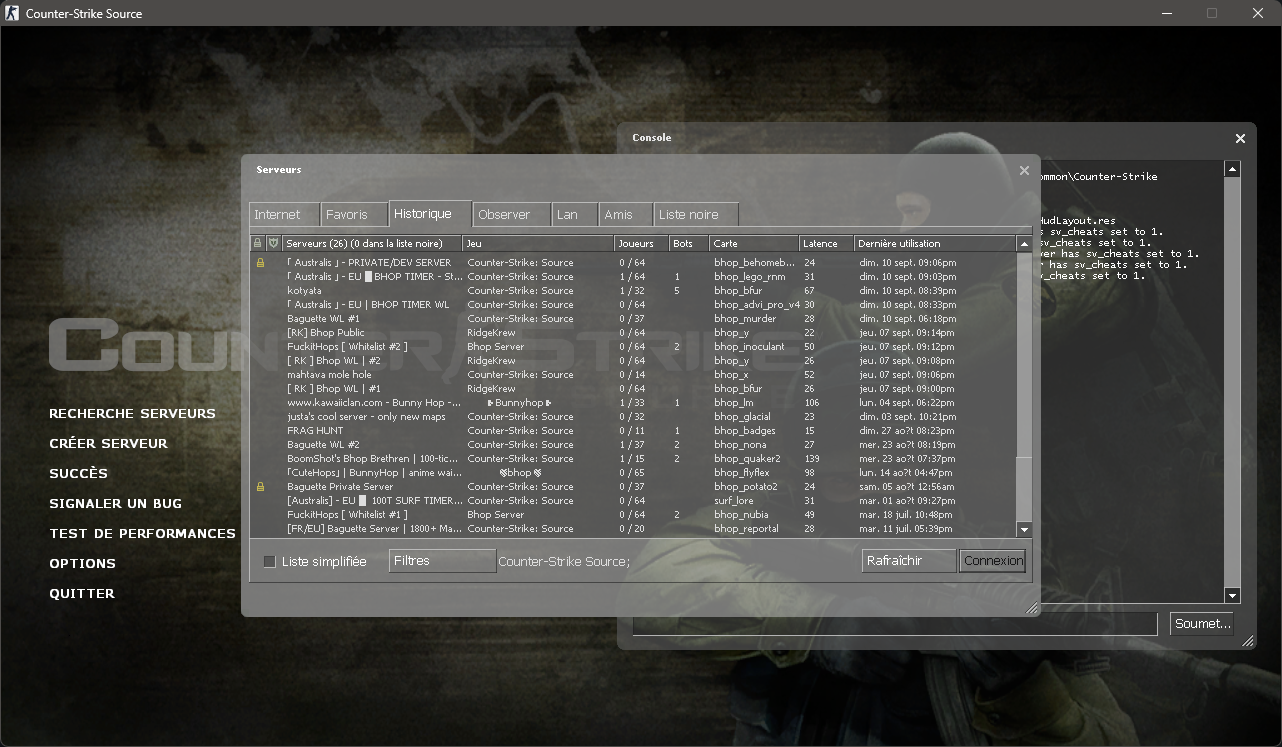 Counter-Strike Source
Console
ommon\Counter-Strike
HudLayout.res
s sv_cheats set to 1.
sv_cheats set to 1.
ver has sv_cheats set to 1.
r has sv_cheats set to 1.
_cheats set to 1.
Soumet...
Serveurs
Internet Favoris Historique Observer Lan Amis Liste noire
Serveurs (26) (0 dans la liste noire) Jeu Joueurs Bots Carte Latence Dernière utilisation
「 Australis 」 - PRIVATE/DEV SERVER Counter-Strike: Source 0 / 64 bhop_behomeb... 24 dim. 10 sept. 09:06pm
「 Australis 」 - EU █ BHOP TIMER - St... Counter-Strike: Source 1 / 64 1 bhop_lego_rnm 31 dim. 10 sept. 09:03pm
kotyata Counter-Strike: Source 1 / 32 5 bhop_bfur 67 dim. 10 sept. 08:39pm
「 Australis 」 - EU | BHOP TIMER WL Counter-Strike: Source 0 / 64 bhop_advi_pro_v4 30 dim. 10 sept. 08:33pm
Baguette WL #1 Counter-Strike: Source 0 / 37 bhop_murder 28 dim. 10 sept. 06:18pm
[RK] Bhop Public RidgeKrew 0 / 64 bhop_y 22 jeu. 07 sept. 09:14pm
FuckitHops [ Whitelist #2 ] Bhop Server 0 / 64 2 bhop_inoculant 50 jeu. 07 sept. 09:12pm
[ RK ] Bhop WL | #2 RidgeKrew 0 / 64 bhop_y 26 jeu. 07 sept. 09:08pm
mahtava mole hole Counter-Strike: Source 0 / 14 bhop_x 52 jeu. 07 sept. 09:06pm
[ RK ] Bhop WL | #1 RidgeKrew 0 / 64 bhop_bfur 26 jeu. 07 sept. 09:00pm
www.kawaiiclan.com - Bunny Hop -... Bunnyhop 1 / 33 1 bhop_lm 106 lun. 04 sept. 06:22pm
justa's cool server - only new maps Counter-Strike: Source 0 / 32 bhop_glacial 23 dim. 03 sept. 10:21pm
FRAG HUNT Counter-Strike: Source 0 / 11 1 bhop_badges 15 dim. 27 ao?t 08:23pm
Baguette WL #2 Counter-Strike: Source 1 / 37 2 bhop_nona 27 mer. 23 ao?t 08:19pm
BoomShot's Bhop Brethren | 100-tic... Counter-Strike: Source 1 / 15 2 bhop_quaker2 139 mer. 23 ao?t 07:37pm
「CuteHops」 | BunnyHop | anime wai... bhop 0 / 65 bhop_flyflex 98 lun. 14 ao?t 04:47pm
Baguette Private Server Counter-Strike: Source 0 / 37 bhop_potato2 24 sam. 05 ao?t 12:56am
[Australis] - EU █ 100T SURF TIMER... Counter-Strike: Source 0 / 64 surf_lore 31 mar. 01 ao?t 09:27pm
FuckitHops [ Whitelist #1 ] Bhop Server 0 / 64 2 bhop_nubia 49 mar. 18 juil. 10:48pm
[FR/EU] Baguette Server | 1800+ Ma... Counter-Strike: Source 0 / 20 bhop_reportal 28 mar. 11 juil. 05:39pm
Liste simplifiée Filtres Counter-Strike Source; Rafraîchir Connexion
Counter Strike
RECHERCHE SERVEURS
CRÉER SERVEUR
SUCCÈS
SIGNALER UN BUG
TEST DE PERFORMANCES
OPTIONS
QUITTER